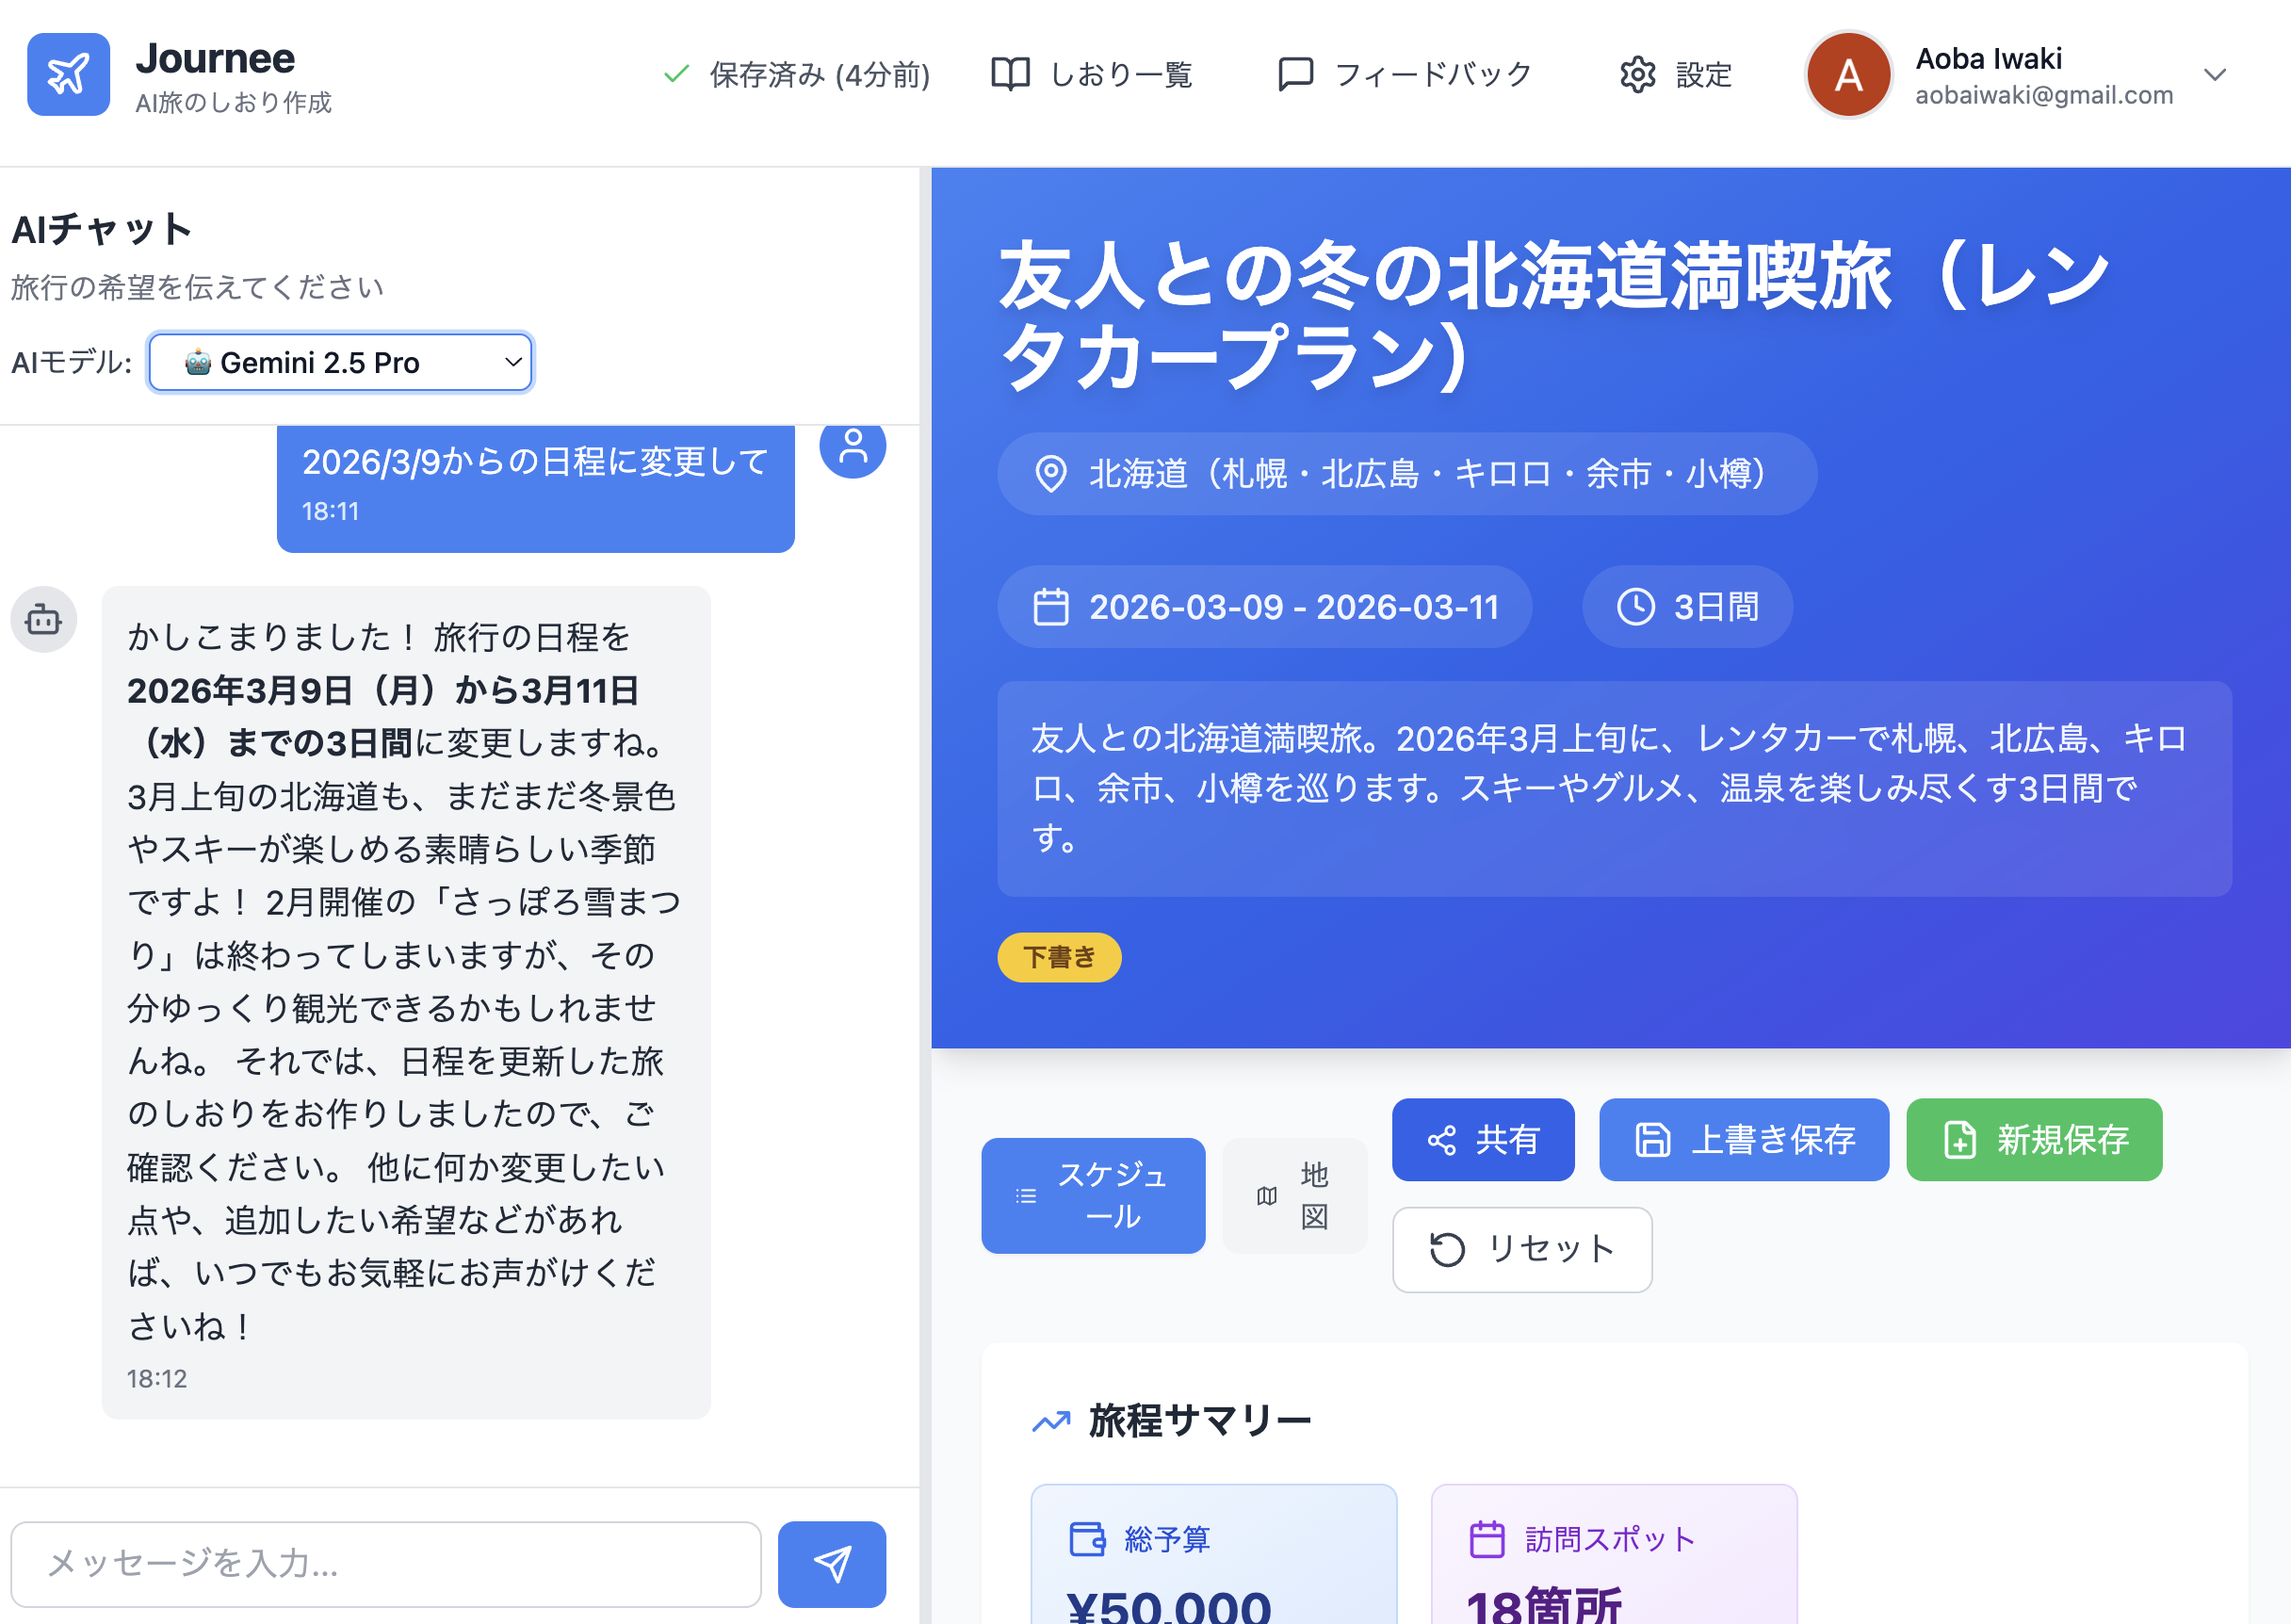 Journee
AI旅のしおり作成
保存済み (4分前)
しおり一覧
フィードバック
設定
A
Aoba Iwaki
aobaiwaki@gmail.com
AIチャット
旅行の希望を伝えてください
AIモデル:
Gemini 2.5 Pro
2026/3/9からの日程に変更して
18:11
かしこまりました！ 旅行の日程を
2026年3月9日（月）から3月11日
（水）までの3日間に変更しますね。
3月上旬の北海道も、まだまだ冬景色
やスキーが楽しめる素晴らしい季節
ですよ！ 2月開催の「さっぽろ雪まつ
り」は終わってしまいますが、その
分ゆっくり観光できるかもしれませ
んね。 それでは、日程を更新した旅
のしおりをお作りしましたので、ご
確認ください。 他に何か変更したい
点や、追加したい希望などがあれ
ば、いつでもお気軽にお声がけくだ
さいね！
18:12
メッセージを入力...
友人との冬の北海道満喫旅（レン
タカープラン）
北海道（札幌・北広島・キロロ・余市・小樽）
2026-03-09 - 2026-03-11
3日間
友人との北海道満喫旅。2026年3月上旬に、レンタカーで札幌、北広島、キロ
ロ、余市、小樽を巡ります。スキーやグルメ、温泉を楽しみ尽くす3日間で
す。
下書き
スケジュ
ール
地
図
共有
上書き保存
新規保存
リセット
旅程サマリー
総予算
¥50,000
訪問スポット
18箇所